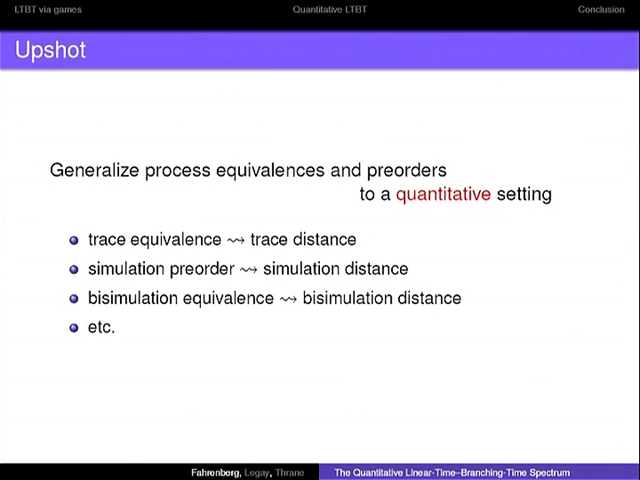 LTBT via games Quantitative LTBT Conclusion
Upshot
Generalize process equivalences and preorders
to a quantitative setting
trace equivalence ⇝ trace distance
simulation preorder ⇝ simulation distance
bisimulation equivalence ⇝ bisimulation distance
etc.
Fahrenberg, Legay, Thrane The Quantitative Linear-Time–Branching-Time Spectrum